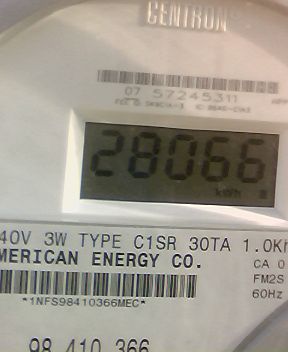 CENTRON®
07 57245311
28066
kWh
40V 3W TYPE C1SR 30TA 1.0Kh
MERICAN ENERGY CO.
CA 0
FM2S
60Hz
*1NFS98410366MEC*
98 410 366